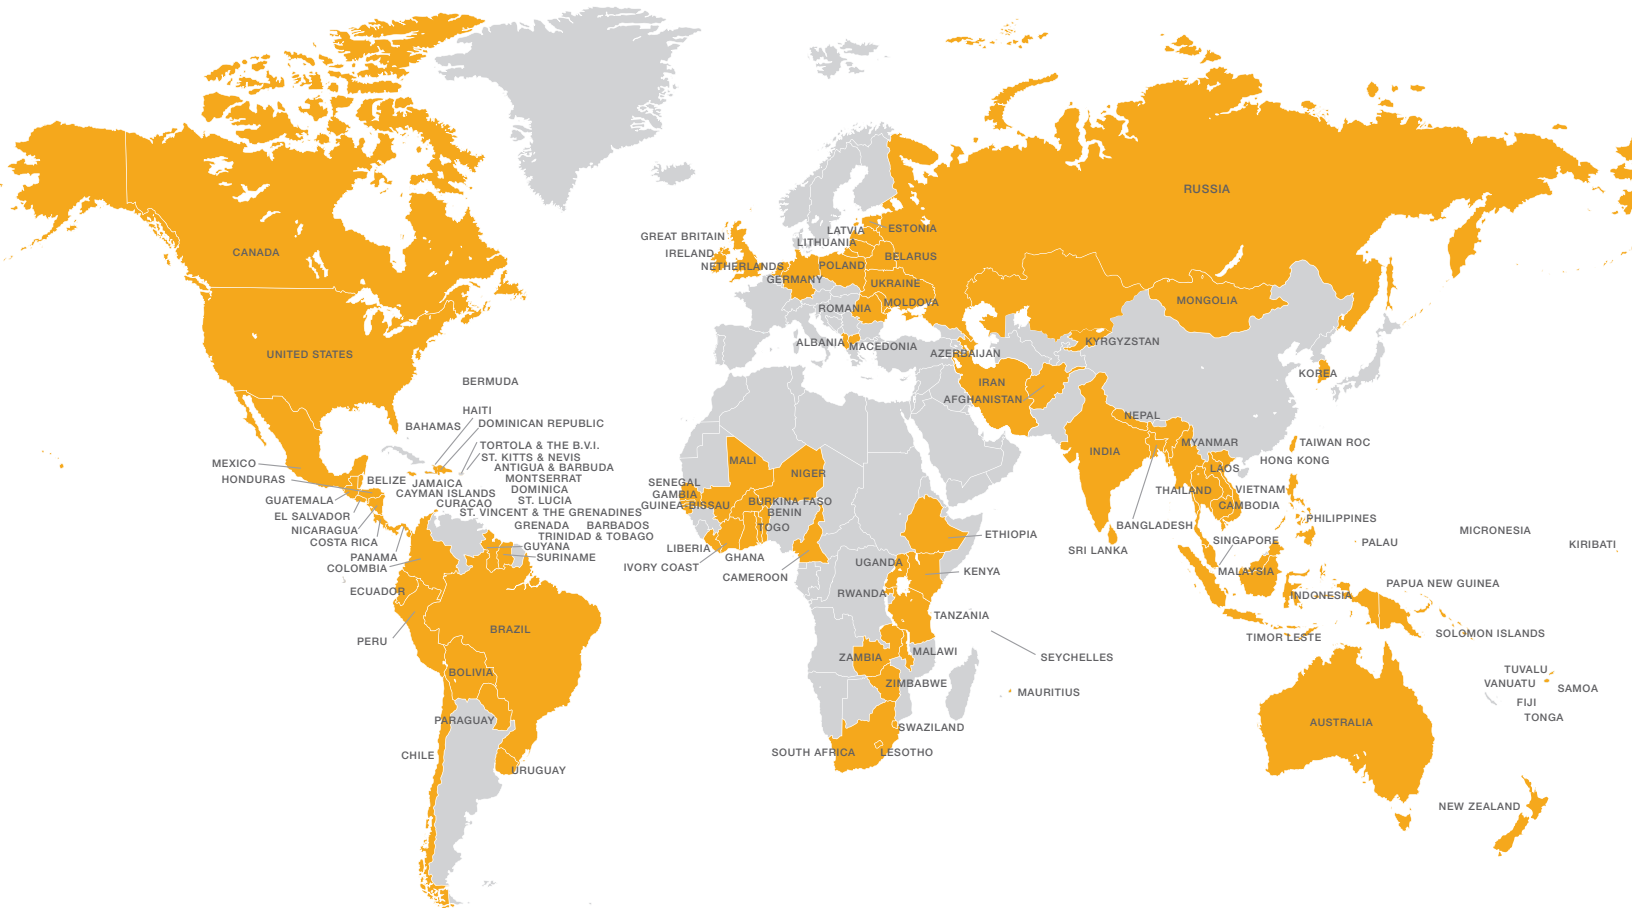 RUSSIA
CANADA
UNITED STATES
BERMUDA
HAITI
BAHAMAS
DOMINICAN REPUBLIC
TORTOLA & THE B.V.I.
ST. KITTS & NEVIS
ANTIGUA & BARBUDA
MONTSERRAT
DOMINICA
ST. LUCIA
ST. VINCENT & THE GRENADINES
GRENADA
BARBADOS
TRINIDAD & TOBAGO
GUYANA
SURINAME
MEXICO
HONDURAS
BELIZE
JAMAICA
CAYMAN ISLANDS
CURACAO
GUATEMALA
EL SALVADOR
NICARAGUA
COSTA RICA
PANAMA
COLOMBIA
ECUADOR
PERU
BRAZIL
BOLIVIA
PARAGUAY
CHILE
URUGUAY
GREAT BRITAIN
IRELAND
NETHERLANDS
LATVIA
ESTONIA
LITHUANIA
BELARUS
POLAND
GERMANY
UKRAINE
MOLDOVA
ROMANIA
ALBANIA
MACEDONIA
AZERBAIJAN
IRAN
AFGHANISTAN
KYRGYZSTAN
MONGOLIA
KOREA
NEPAL
INDIA
MYANMAR
TAIWAN ROC
HONG KONG
LAOS
THAILAND
VIETNAM
CAMBODIA
BANGLADESH
PHILIPPINES
SRI LANKA
SINGAPORE
MALAYSIA
PALAU
MICRONESIA
KIRIBATI
INDONESIA
PAPUA NEW GUINEA
TIMOR LESTE
SOLOMON ISLANDS
TUVALU
VANUATU
SAMOA
FIJI
TONGA
AUSTRALIA
NEW ZEALAND
MALI
NIGER
SENEGAL
GAMBIA
GUINEA-BISSAU
BURKINA FASO
BENIN
TOGO
LIBERIA
GHANA
IVORY COAST
CAMEROON
ETHIOPIA
UGANDA
KENYA
RWANDA
TANZANIA
SEYCHELLES
MALAWI
ZAMBIA
ZIMBABWE
MAURITIUS
SWAZILAND
SOUTH AFRICA
LESOTHO